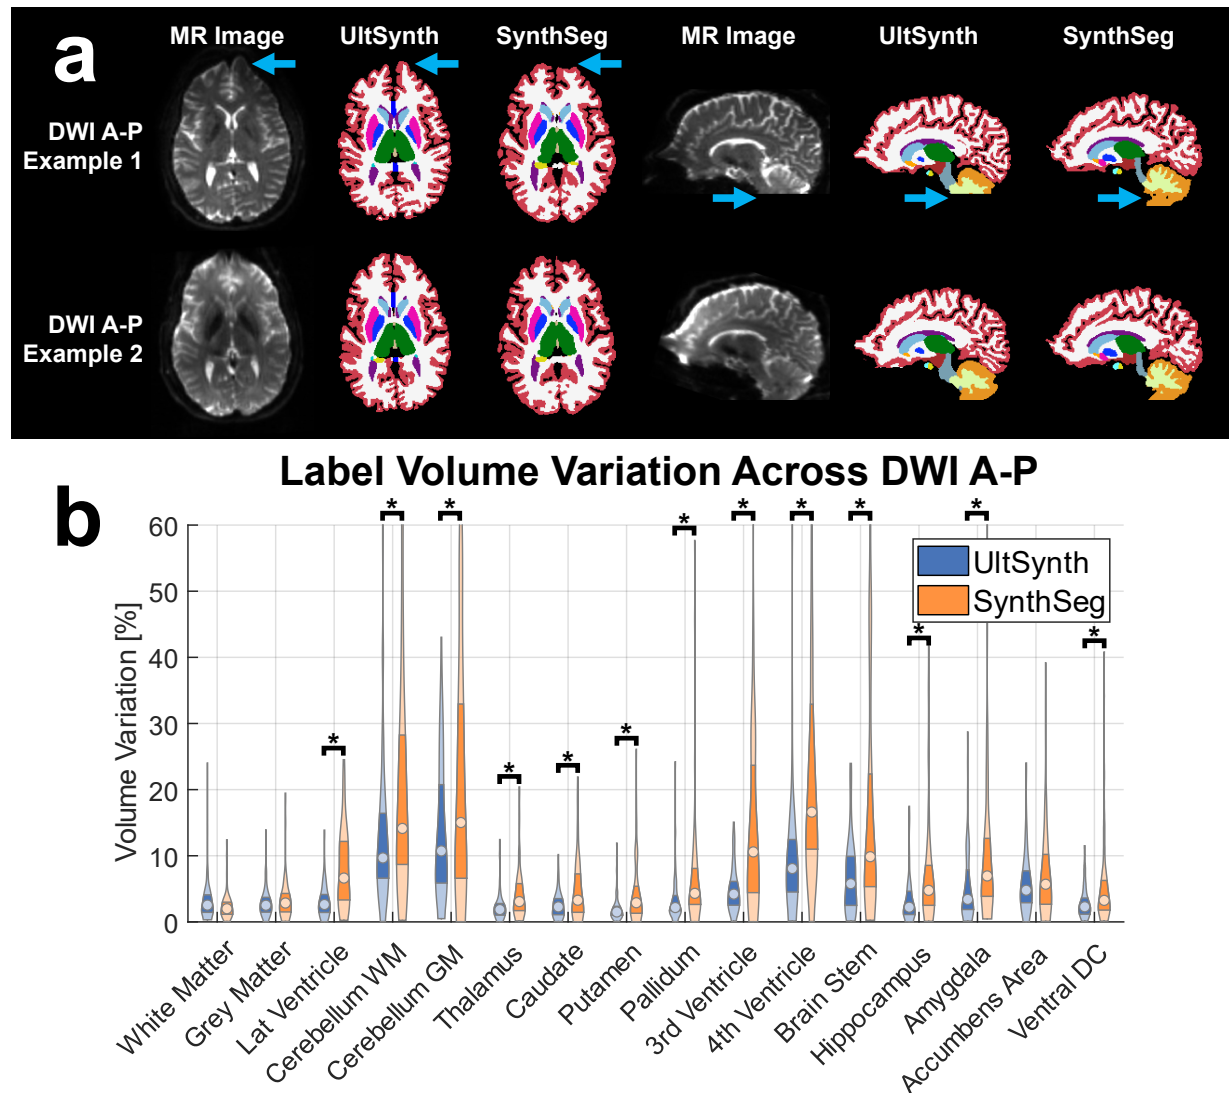 a
MR Image UltSynth SynthSeg MR Image UltSynth SynthSeg
DWI A-P
Example 1
DWI A-P
Example 2
b
Label Volume Variation Across DWI A-P
* * * * * * * * * * * * * *
UltSynth
SynthSeg
Volume Variation [%]
60
50
40
30
20
10
0
White Matter
Grey Matter
Lat Ventricle
Cerebellum WM
Cerebellum GM
Thalamus
Caudate
Putamen
Pallidum
3rd Ventricle
4th Ventricle
Brain Stem
Hippocampus
Amygdala
Accumbens Area
Ventral DC